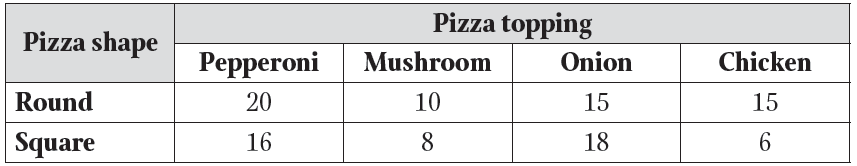 Pizza shape
Pizza topping
Pepperoni Mushroom Onion Chicken
Round 20 10 15 15
Square 16 8 18 6